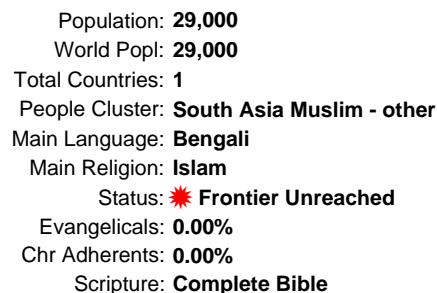 Population: 29,000
World Popl: 29,000
Total Countries: 1
People Cluster: South Asia Muslim - other
Main Language: Bengali
Main Religion: Islam
Status: Frontier Unreached
Evangelicals: 0.00%
Chr Adherents: 0.00%
Scripture: Complete Bible